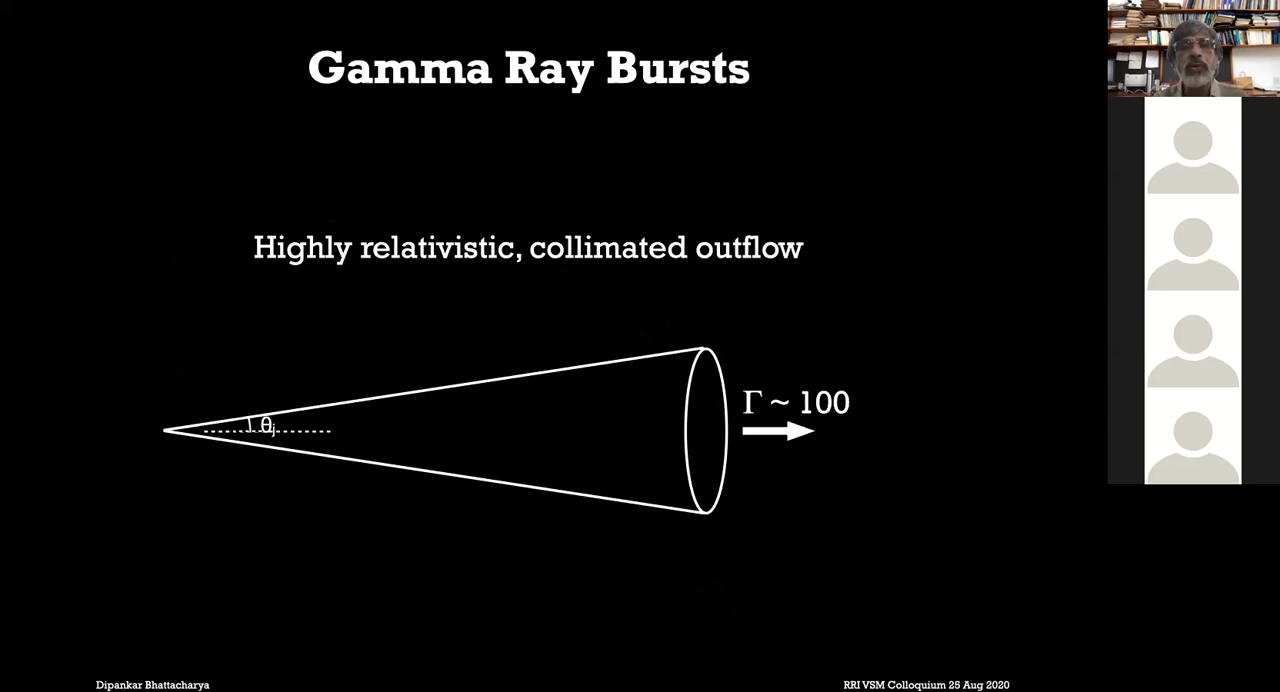 Gamma Ray Bursts
Highly relativistic, collimated outflow
θj
Γ ~ 100
Dipankar Bhattacharya
RRI VSM Colloquium 25 Aug 2020